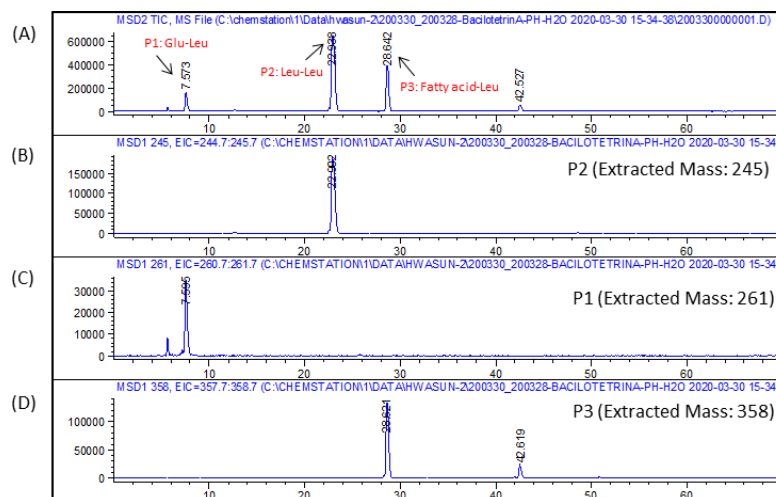 (A)
MSD2 TIC, MS File (C:\chemstation\1\Data\hwasun-2\200330_200328-BacilotetrinA-PH-H2O 2020-03-30 15-34-38\2003300000001.D)
600000
400000
200000
0
P1: Glu-Leu
7.573
P2: Leu-Leu
28.642
P3: Fatty acid-Leu
42.527
10 20 30 40 50 60
(B)
MSD1 245, EIC=244.7:245.7 (C:\CHEMSTATION\1\DATA\HWASUN-2\200330_200328-BACILOTETRINA-PH-H2O 2020-03-30 15-34
150000
100000
50000
0
22.992
P2 (Extracted Mass: 245)
10 20 30 40 50 60
(C)
MSD1 261, EIC=260.7:261.7 (C:\CHEMSTATION\1\DATA\HWASUN-2\200330_200328-BACILOTETRINA-PH-H2O 2020-03-30 15-34
30000
20000
10000
0
7.595
P1 (Extracted Mass: 261)
10 20 30 40 50 60
(D)
MSD1 358, EIC=357.7:358.7 (C:\CHEMSTATION\1\DATA\HWASUN-2\200330_200328-BACILOTETRINA-PH-H2O 2020-03-30 15-34
100000
50000
0
28.621
42.619
P3 (Extracted Mass: 358)
10 20 30 40 50 60